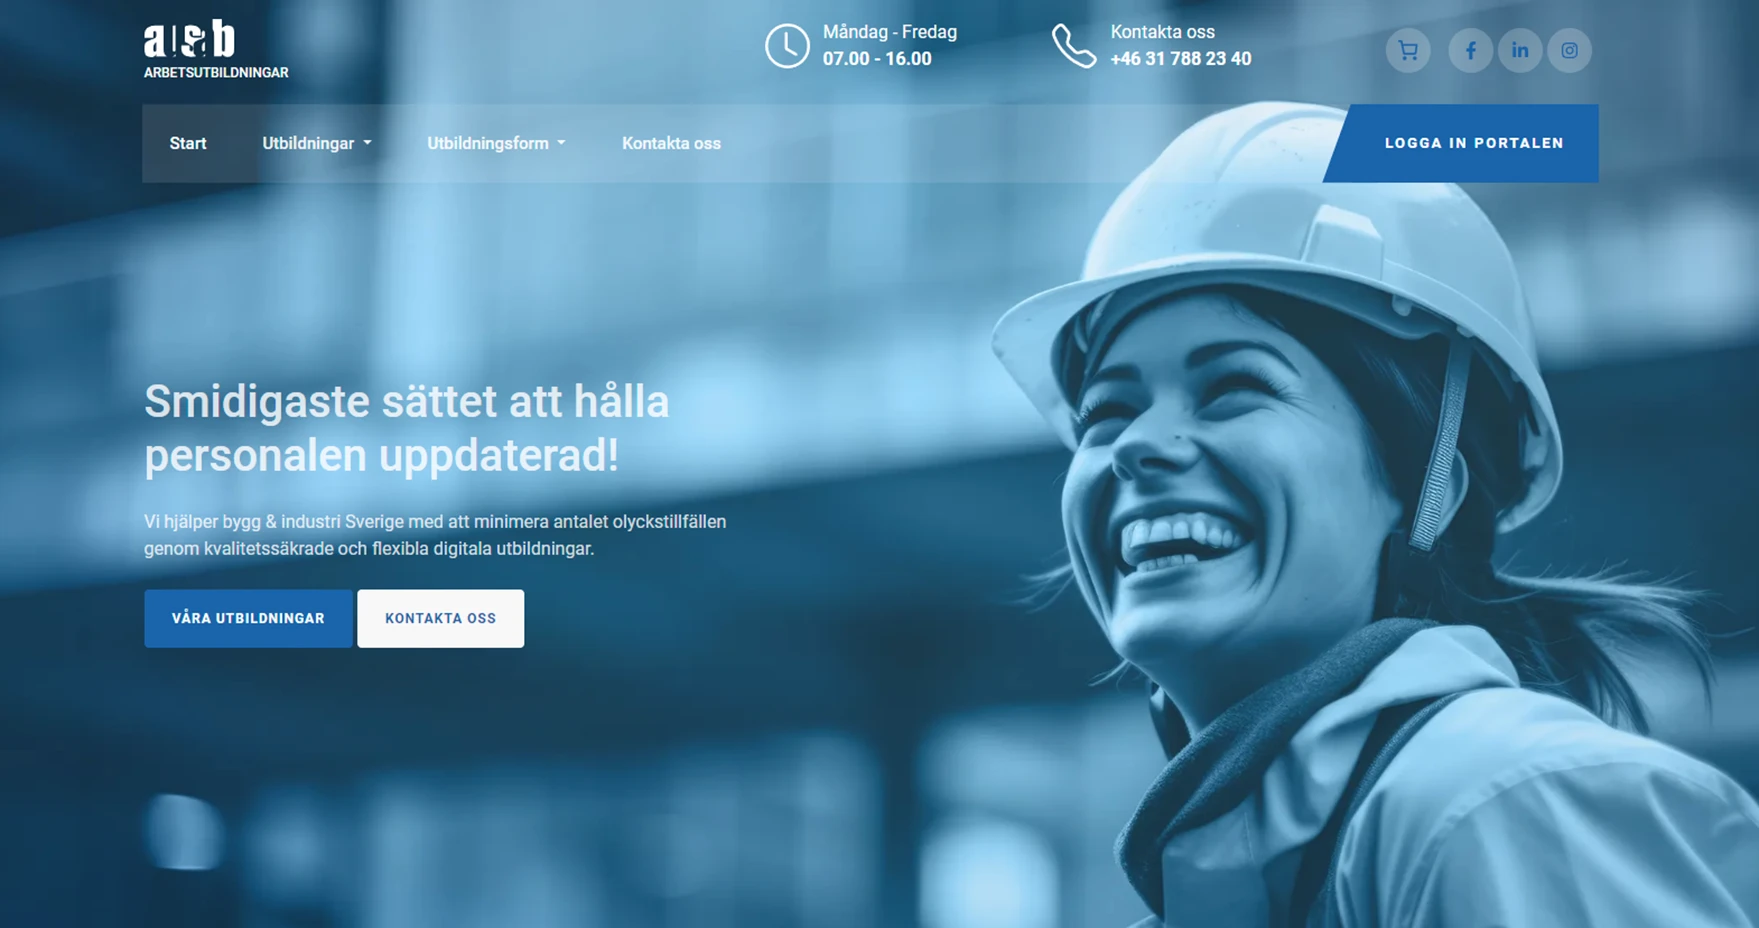 a&b
ARBETSUTBILDNINGAR
Måndag - Fredag
07.00 - 16.00
Kontakta oss
+46 31 788 23 40
Start
Utbildningar
Utbildningsform
Kontakta oss
LOGGA IN PORTALEN
Smidigaste sättet att hålla
personalen uppdaterad!
Vi hjälper bygg & industri Sverige med att minimera antalet olyckstillfällen
genom kvalitetssäkrade och flexibla digitala utbildningar.
VÅRA UTBILDNINGAR
KONTAKTA OSS